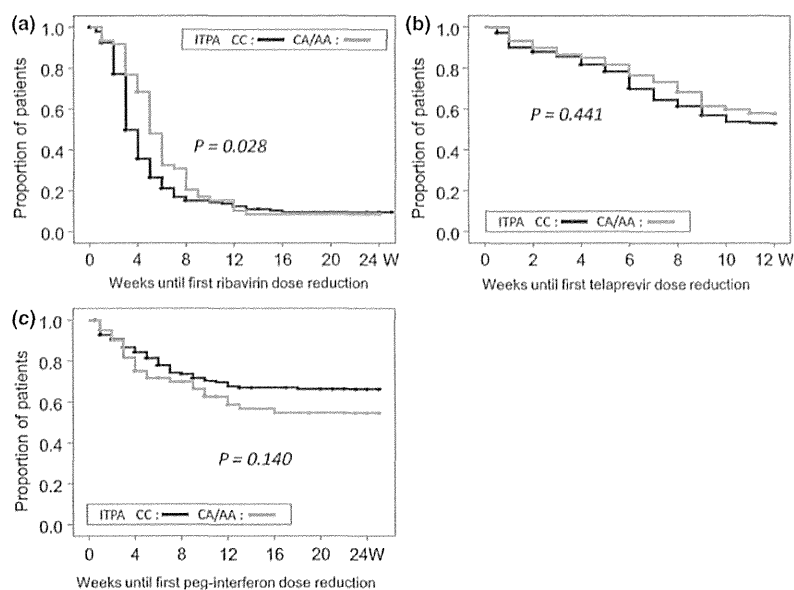 (a)
ITPA CC : CA/AA :
1.0
0.8
0.6
0.4
0.2
0.0
Proportion of patients
P = 0.028
0 4 8 12 16 20 24 W
Weeks until first ribavirin dose reduction
(b)
1.0
0.8
0.6
0.4
0.2
0.0
Proportion of patients
P = 0.441
ITPA CC : CA/AA :
0 2 4 6 8 10 12 W
Weeks until first telaprevir dose reduction
(c)
1.0
0.8
0.6
0.4
0.2
0.0
Proportion of patients
P = 0.140
ITPA CC : CA/AA :
0 4 8 12 16 20 24W
Weeks until first peg-interferon dose reduction